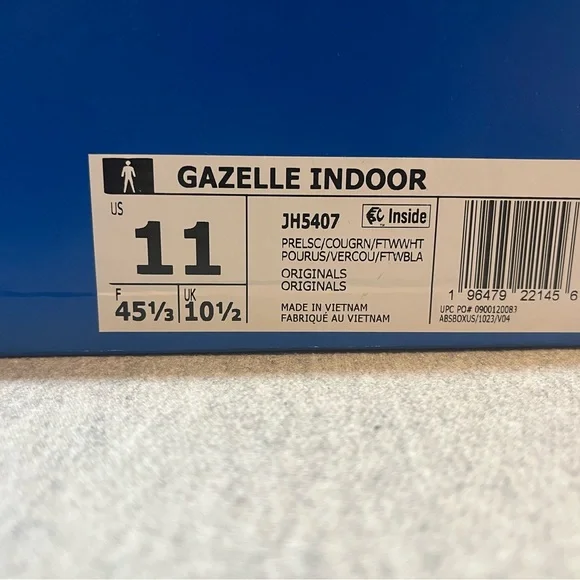 GAZELLE INDOOR
US
11
F
45⅓
UK
10½
JH5407
Inside
PRELSC/COUGRN/FTWWHT
POURUS/VERCOU/FTWBLA
ORIGINALS
ORIGINALS
MADE IN VIETNAM
FABRIQUÉ AU VIETNAM
1 96479 22145 6
UPC PO# 0900120083
ABSBOXUS/1023/V04